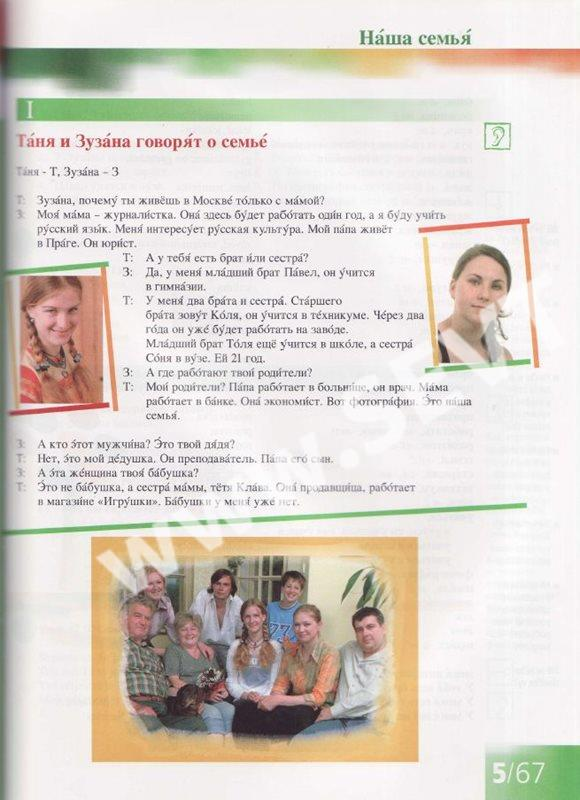 На́ша семья́
I
Та́ня и Зуза́на говоря́т о семье́
Та́ня - Т, Зуза́на – З
Т: Зуза́на, почему́ ты живёшь в Москве́ то́лько с ма́мой?
З: Моя́ ма́ма – журнали́стка. Она́ здесь бу́дет рабо́тать оди́н год, а я бу́ду учи́ть
ру́сский язы́к. Меня́ интересу́ет ру́сская культу́ра. Мой па́па живёт
в Пра́ге. Он юри́ст.
Т: А у тебя́ есть брат и́ли сестра́?
З: Да, у меня́ мла́дший брат Па́вел, он у́чится
в гимна́зии.
Т: У меня́ два бра́та и сестра́. Ста́ршего
бра́та зову́т Ко́ля, он у́чится в те́хникуме. Че́рез два
го́да он уже́ бу́дет рабо́тать на заво́де.
Мла́дший брат То́ля ещё у́чится в шко́ле, а сестра́
Со́ня в ву́зе. Ей 21 год.
З: А где рабо́тают твои́ роди́тели?
Т: Мои́ роди́тели? Па́па рабо́тает в больни́це, он врач. Ма́ма
рабо́тает в ба́нке. Она́ экономи́ст. Вот фотогра́фия. Э́то на́ша
семья́.
З: А кто э́тот мужчи́на? Э́то твой дя́дя?
Т: Нет, э́то мой де́душка. Он преподава́тель. Па́па его́ сын.
З: А э́та же́нщина твоя́ ба́бушка?
Т: Э́то не ба́бушка, а сестра́ ма́мы, тётя Кла́ва. Она́ продавщи́ца, рабо́тает
в магази́не «Игру́шки». Ба́бушки у меня́ уже́ нет.
77
5/67